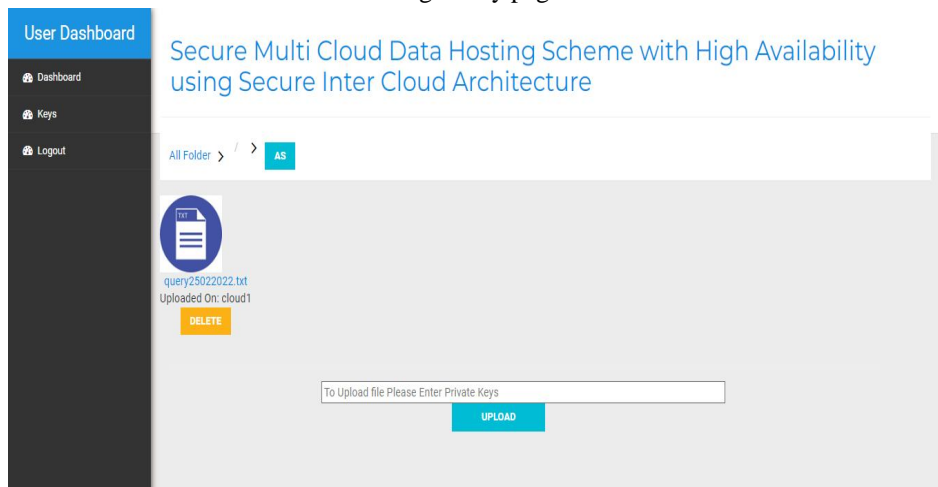 User Dashboard
Secure Multi Cloud Data Hosting Scheme with High Availability
using Secure Inter Cloud Architecture
Dashboard
Keys
Logout
All Folder > / > AS
TXT
query25022022.txt
Uploaded On: cloud1
DELETE
To Upload file Please Enter Private Keys
UPLOAD